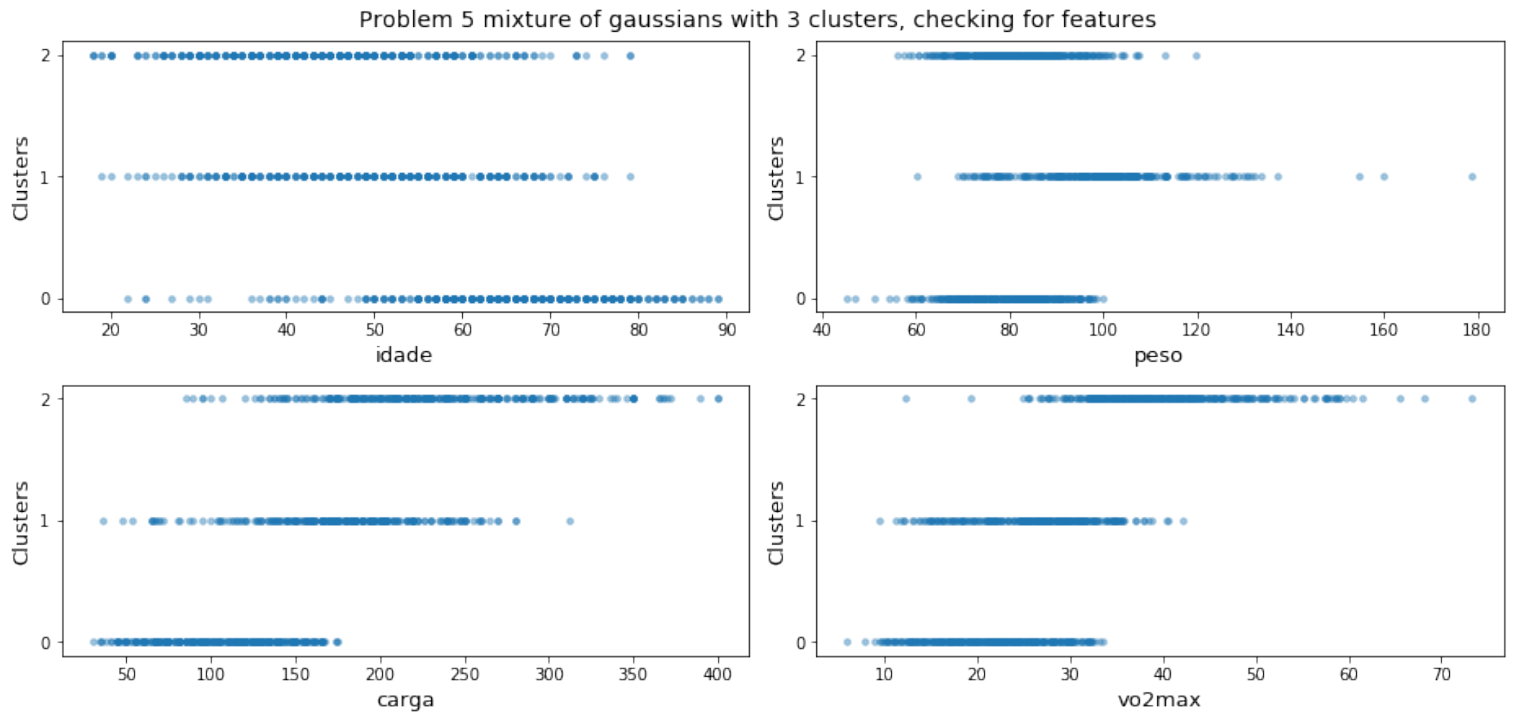 Problem 5 mixture of gaussians with 3 clusters, checking for features
Clusters
2
1
0
20 30 40 50 60 70 80 90
idade
Clusters
2
1
0
40 60 80 100 120 140 160 180
peso
Clusters
2
1
0
50 100 150 200 250 300 350 400
carga
Clusters
2
1
0
10 20 30 40 50 60 70
vo2max